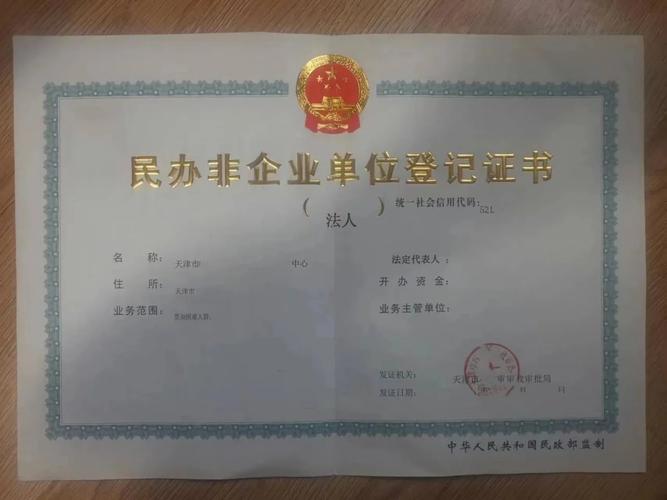 民办非企业单位登记证书
(法人)
统一社会信用代码:52L
名 称: 天津市 中心
住 所: 天津市
业务范围:
法定代表人:
开办资金:
业务主管单位:
发证机关: 天津市 审批局
发证日期: 月 日
中华人民共和国民政部监制